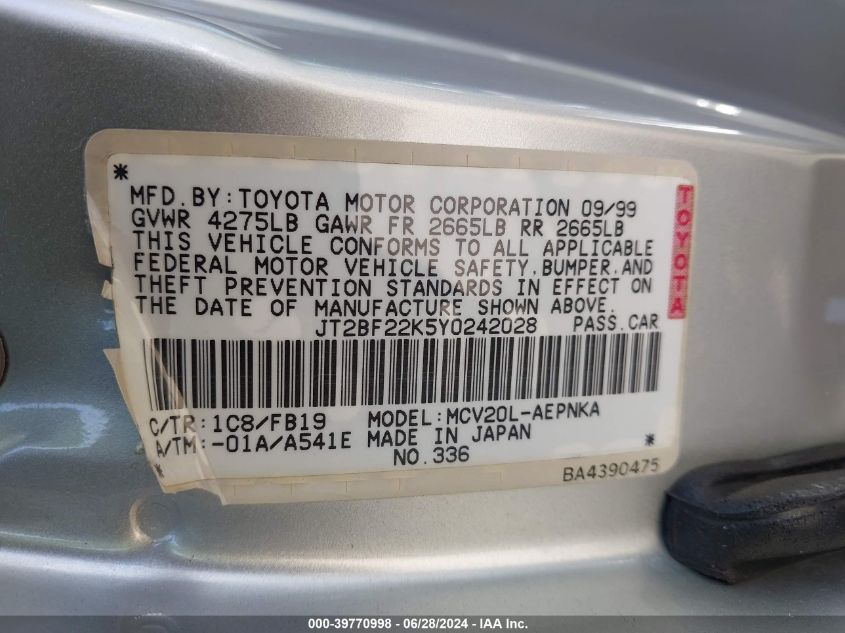 *
MFD.BY:TOYOTA MOTOR CORPORATION 09/99
GVWR 4275LB GAWR FR 2665LB RR 2665LB
THIS VEHICLE CONFORMS TO ALL APPLICABLE
FEDERAL MOTOR VEHICLE SAFETY,BUMPER,AND
THEFT PREVENTION STANDARDS IN EFFECT ON
THE DATE OF MANUFACTURE SHOWN ABOVE.
JT2BF22K5Y0242028 PASS.CAR
TOYOTA
C/TR:1C8/FB19 MODEL:MCV20L-AEPNKA
A/TM:-01A/A541E MADE IN JAPAN *
* NO.336
BA4390475
000-39770998 - 06/28/2024 - IAA Inc.